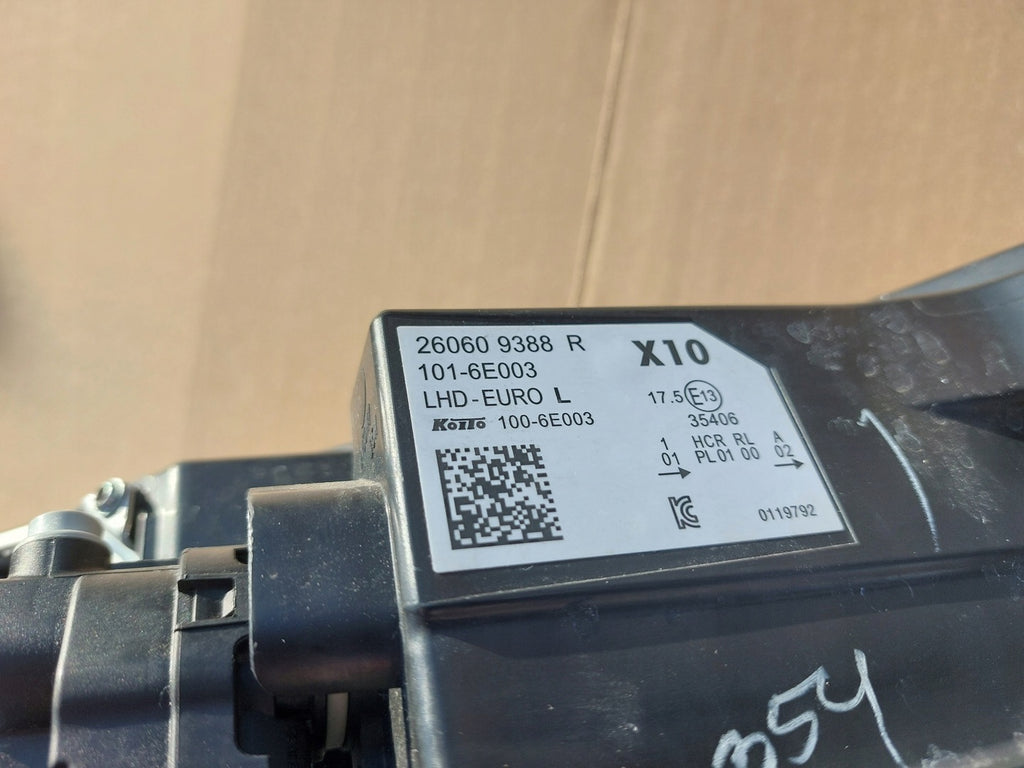 26060 9388 R
101-6E003
LHD-EURO L
KOITO 100-6E003
X10
17.5 E13
35406
1 HCR RL A
01 PL01 00 02
0119792
354